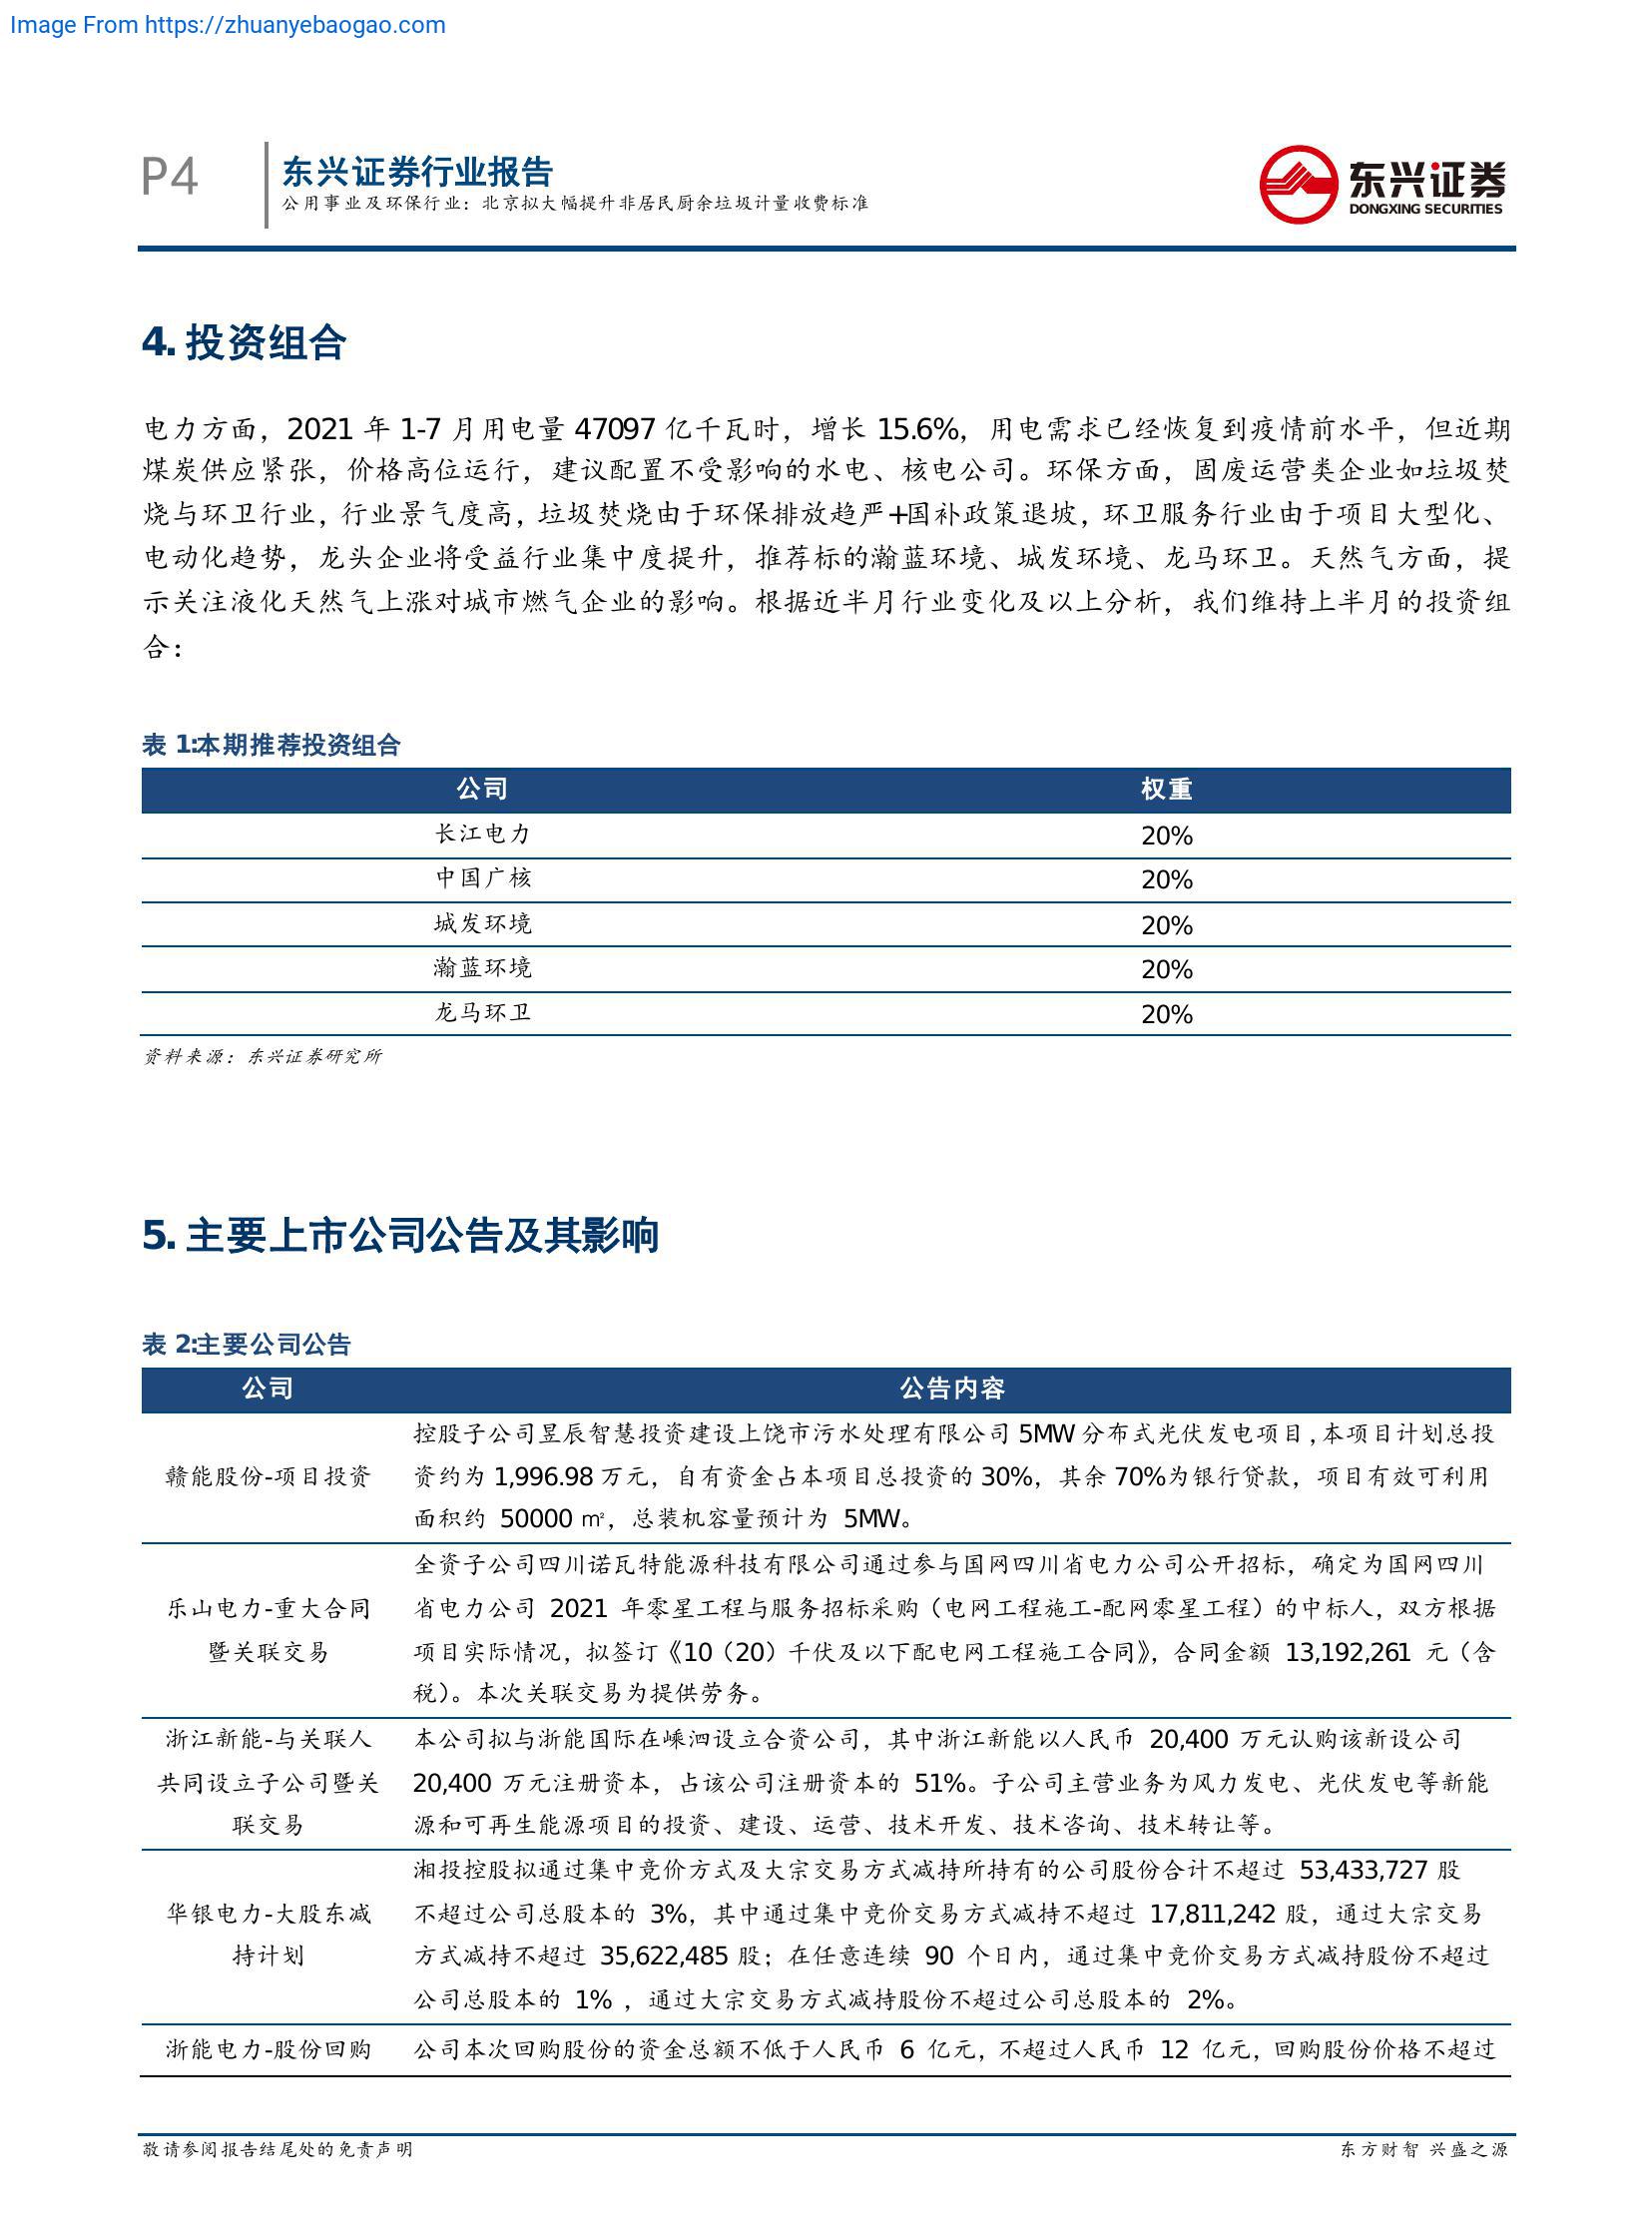 Image From https://zhuanyebaogao.com
P4
东兴证券行业报告
公用事业及环保行业：北京拟大幅提升非居民厨余垃圾计量收费标准
东兴证券
DONGXING SECURITIES
4. 投资组合
电力方面，2021 年 1-7 月用电量 47097 亿千瓦时，增长 15.6%，用电需求已经恢复到疫情前水平，但近期
煤炭供应紧张，价格高位运行，建议配置不受影响的水电、核电公司。环保方面，固废运营类企业如垃圾焚
烧与环卫行业，行业景气度高，垃圾焚烧由于环保排放趋严+国补政策退坡，环卫服务行业由于项目大型化、
电动化趋势，龙头企业将受益行业集中度提升，推荐标的瀚蓝环境、城发环境、龙马环卫。天然气方面，提
示关注液化天然气上涨对城市燃气企业的影响。根据近半月行业变化及以上分析，我们维持上半月的投资组
合：
表 1:本期推荐投资组合
公司 权重
长江电力 20%
中国广核 20%
城发环境 20%
瀚蓝环境 20%
龙马环卫 20%
资料来源：东兴证券研究所
5. 主要上市公司公告及其影响
表 2:主要公司公告
公司 公告内容
赣能股份-项目投资
控股子公司昱辰智慧投资建设上饶市污水处理有限公司 5MW 分布式光伏发电项目,本项目计划总投
资约为 1,996.98 万元，自有资金占本项目总投资的 30%，其余 70%为银行贷款，项目有效可利用
面积约 50000 ㎡，总装机容量预计为 5MW。
乐山电力-重大合同
暨关联交易
全资子公司四川诺瓦特能源科技有限公司通过参与国网四川省电力公司公开招标，确定为国网四川
省电力公司 2021 年零星工程与服务招标采购（电网工程施工-配网零星工程）的中标人，双方根据
项目实际情况，拟签订《10（20）千伏及以下配电网工程施工合同》，合同金额 13,192,261 元（含
税）。本次关联交易为提供劳务。
浙江新能-与关联人
共同设立子公司暨关
联交易
本公司拟与浙能国际在嵊泗设立合资公司，其中浙江新能以人民币 20,400 万元认购该新设公司
20,400 万元注册资本，占该公司注册资本的 51%。子公司主营业务为风力发电、光伏发电等新能
源和可再生能源项目的投资、建设、运营、技术开发、技术咨询、技术转让等。
华银电力-大股东减
持计划
湘投控股拟通过集中竞价方式及大宗交易方式减持所持有的公司股份合计不超过 53,433,727 股
不超过公司总股本的 3%，其中通过集中竞价交易方式减持不超过 17,811,242 股，通过大宗交易
方式减持不超过 35,622,485 股；在任意连续 90 个日内，通过集中竞价交易方式减持股份不超过
公司总股本的 1% ，通过大宗交易方式减持股份不超过公司总股本的 2%。
浙能电力-股份回购
公司本次回购股份的资金总额不低于人民币 6 亿元，不超过人民币 12 亿元，回购股份价格不超过
敬请参阅报告结尾处的免责声明
东方财智 兴盛之源